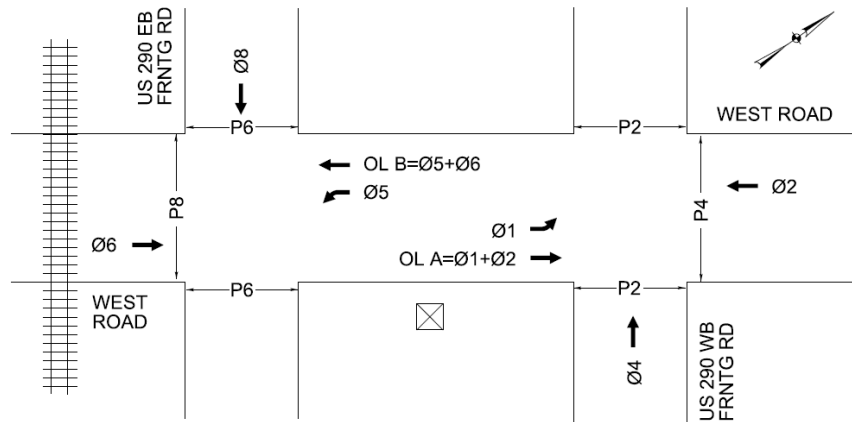 US 290 EB
FRNTG RD
Ø8
P6
P2
WEST ROAD
OL B=Ø5+Ø6
Ø5
Ø2
P8
P4
Ø1
Ø6
OL A=Ø1+Ø2
P6
P2
WEST
ROAD
Ø4
US 290 WB
FRNTG RD